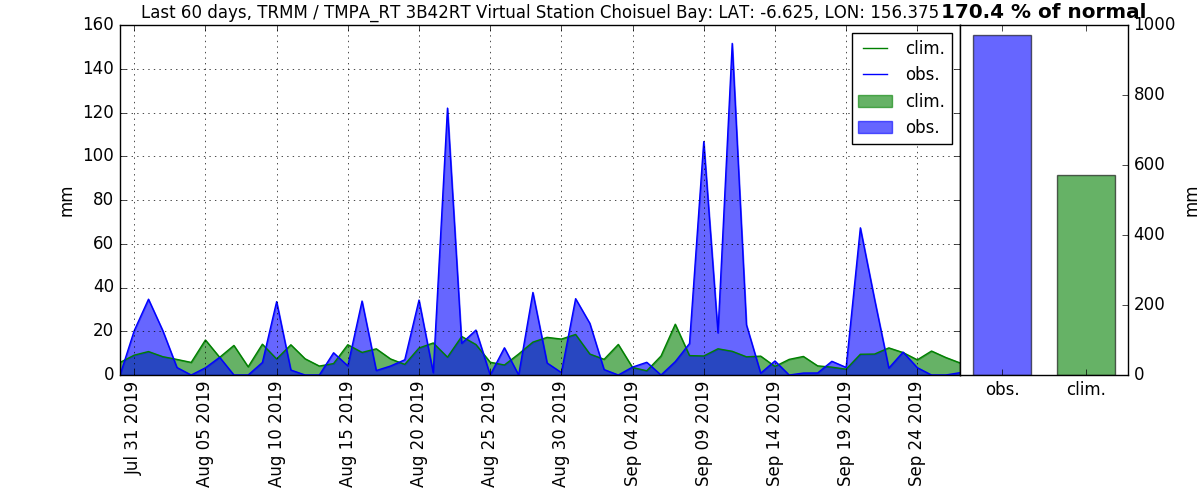 Last 60 days, TRMM / TMPA_RT 3B42RT Virtual Station Choisuel Bay: LAT: -6.625, LON: 156.375
170.4 % of normal
160
140
120
100
80
60
40
20
0
mm
clim.
obs.
clim.
obs.
Jul 31 2019
Aug 05 2019
Aug 10 2019
Aug 15 2019
Aug 20 2019
Aug 25 2019
Aug 30 2019
Sep 04 2019
Sep 09 2019
Sep 14 2019
Sep 19 2019
Sep 24 2019
1000
800
600
400
200
0
mm
obs.
clim.